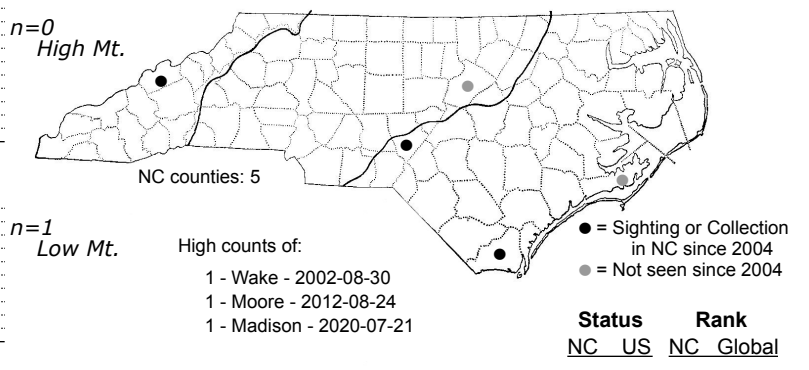 n=0
High Mt.
NC counties: 5
n=1
Low Mt.
High counts of:
1 - Wake - 2002-08-30
1 - Moore - 2012-08-24
1 - Madison - 2020-07-21
● = Sighting or Collection
in NC since 2004
● = Not seen since 2004
Status Rank
NC US NC Global